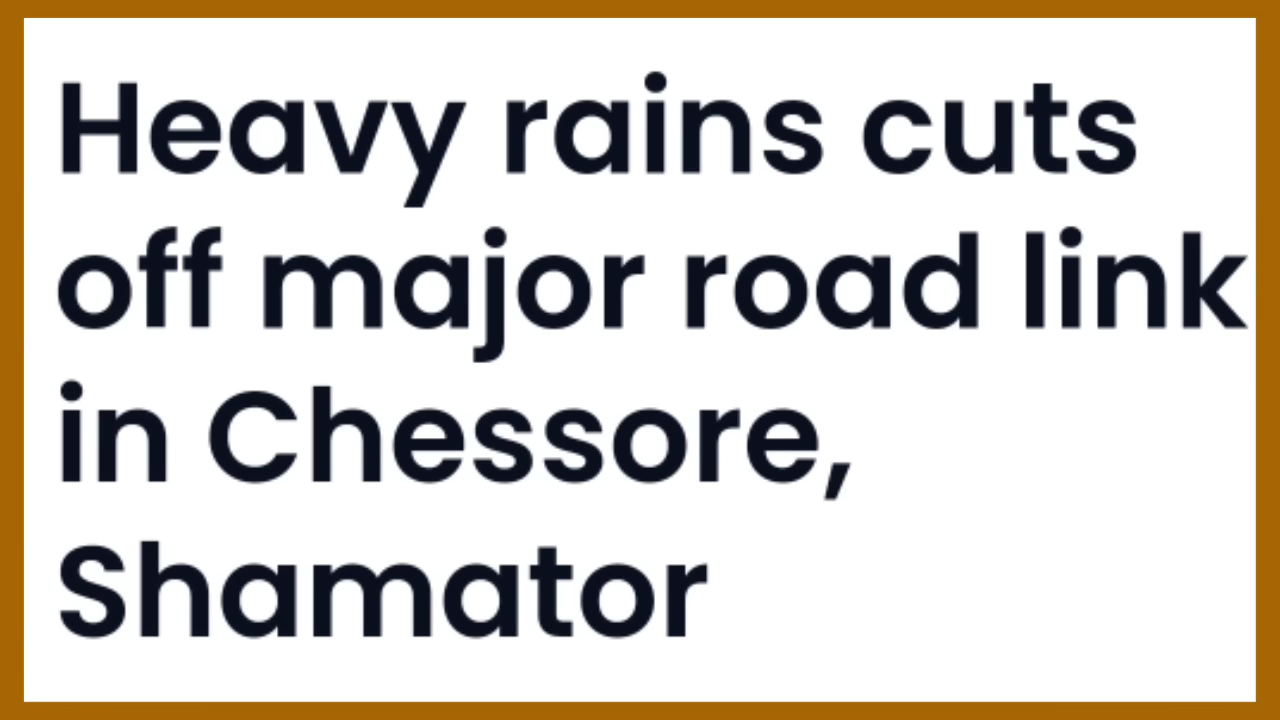 Heavy rains cuts
off major road link
in Chessore,
Shamator